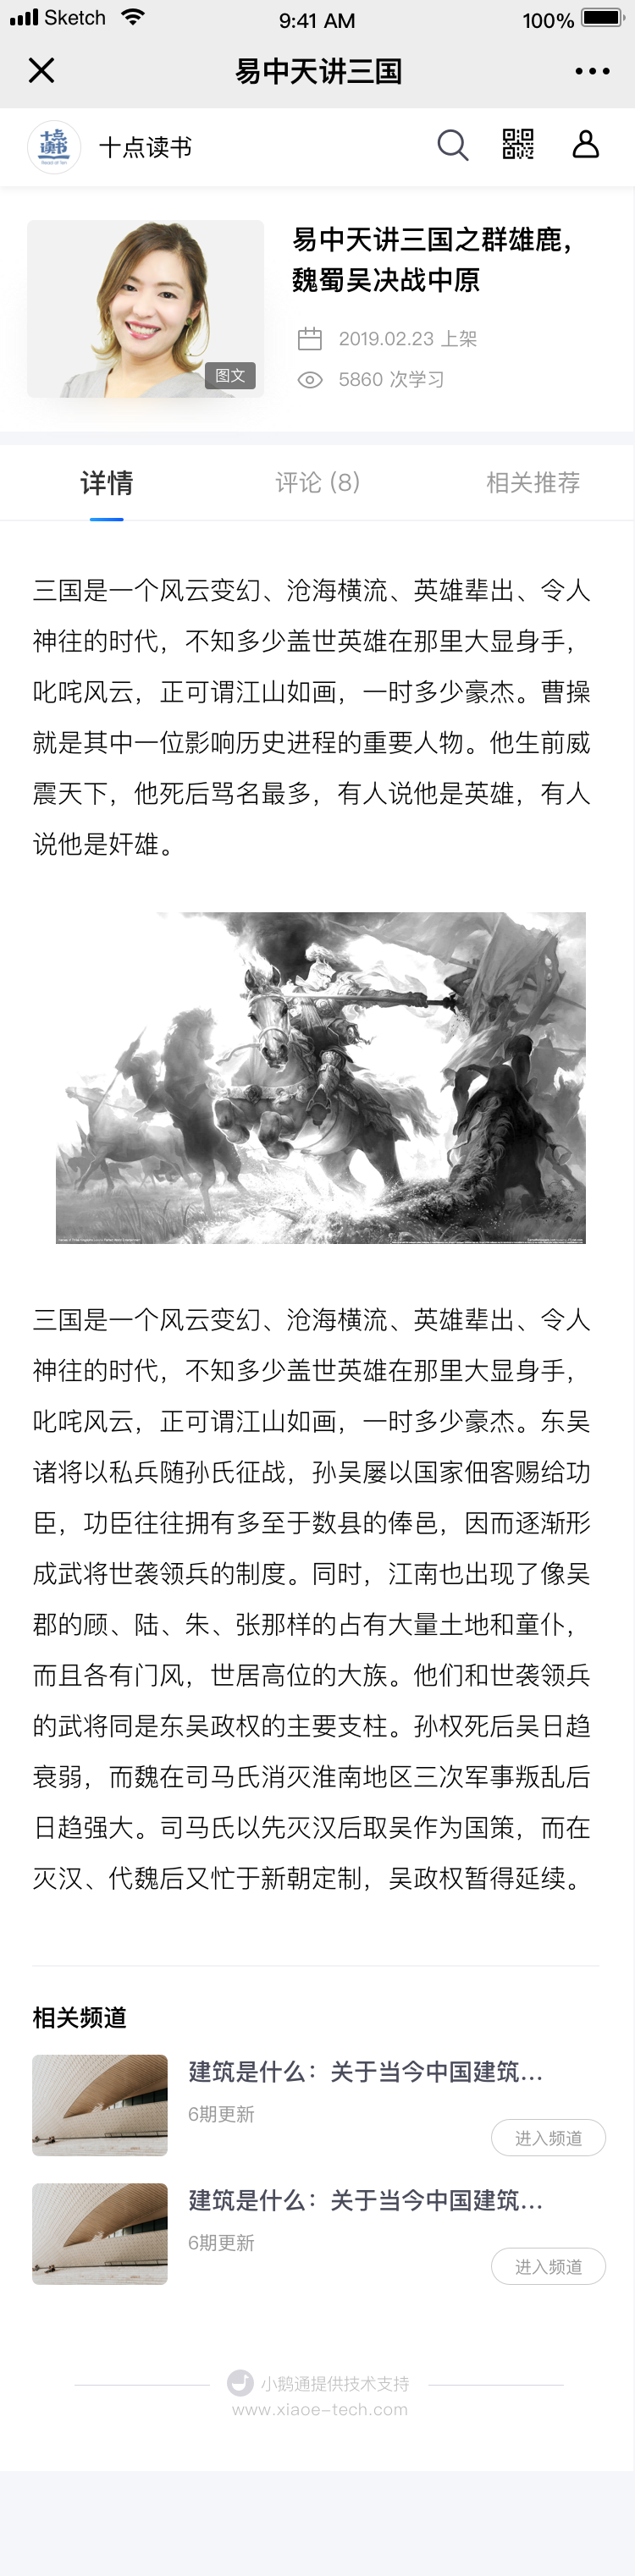 Sketch 9:41 AM 100%
易中天讲三国
十点读书
十点读书
易中天讲三国之群雄鹿，
魏蜀吴决战中原
2019.02.23 上架
图文
5860 次学习
详情 评论 (8) 相关推荐
三国是一个风云变幻、沧海横流、英雄辈出、令人
神往的时代，不知多少盖世英雄在那里大显身手，
叱咤风云，正可谓江山如画，一时多少豪杰。曹操
就是其中一位影响历史进程的重要人物。他生前威
震天下，他死后骂名最多，有人说他是英雄，有人
说他是奸雄。
三国是一个风云变幻、沧海横流、英雄辈出、令人
神往的时代，不知多少盖世英雄在那里大显身手，
叱咤风云，正可谓江山如画，一时多少豪杰。东吴
诸将以私兵随孙氏征战，孙吴屡以国家佃客赐给功
臣，功臣往往拥有多至于数县的俸邑，因而逐渐形
成武将世袭领兵的制度。同时，江南也出现了像吴
郡的顾、陆、朱、张那样的占有大量土地和童仆，
而且各有门风，世居高位的大族。他们和世袭领兵
的武将同是东吴政权的主要支柱。孙权死后吴日趋
衰弱，而魏在司马氏消灭淮南地区三次军事叛乱后
日趋强大。司马氏以先灭汉后取吴作为国策，而在
灭汉、代魏后又忙于新朝定制，吴政权暂得延续。
相关频道
建筑是什么：关于当今中国建筑...
6期更新
进入频道
建筑是什么：关于当今中国建筑...
6期更新
进入频道
小鹅通提供技术支持
www.xiaoe-tech.com